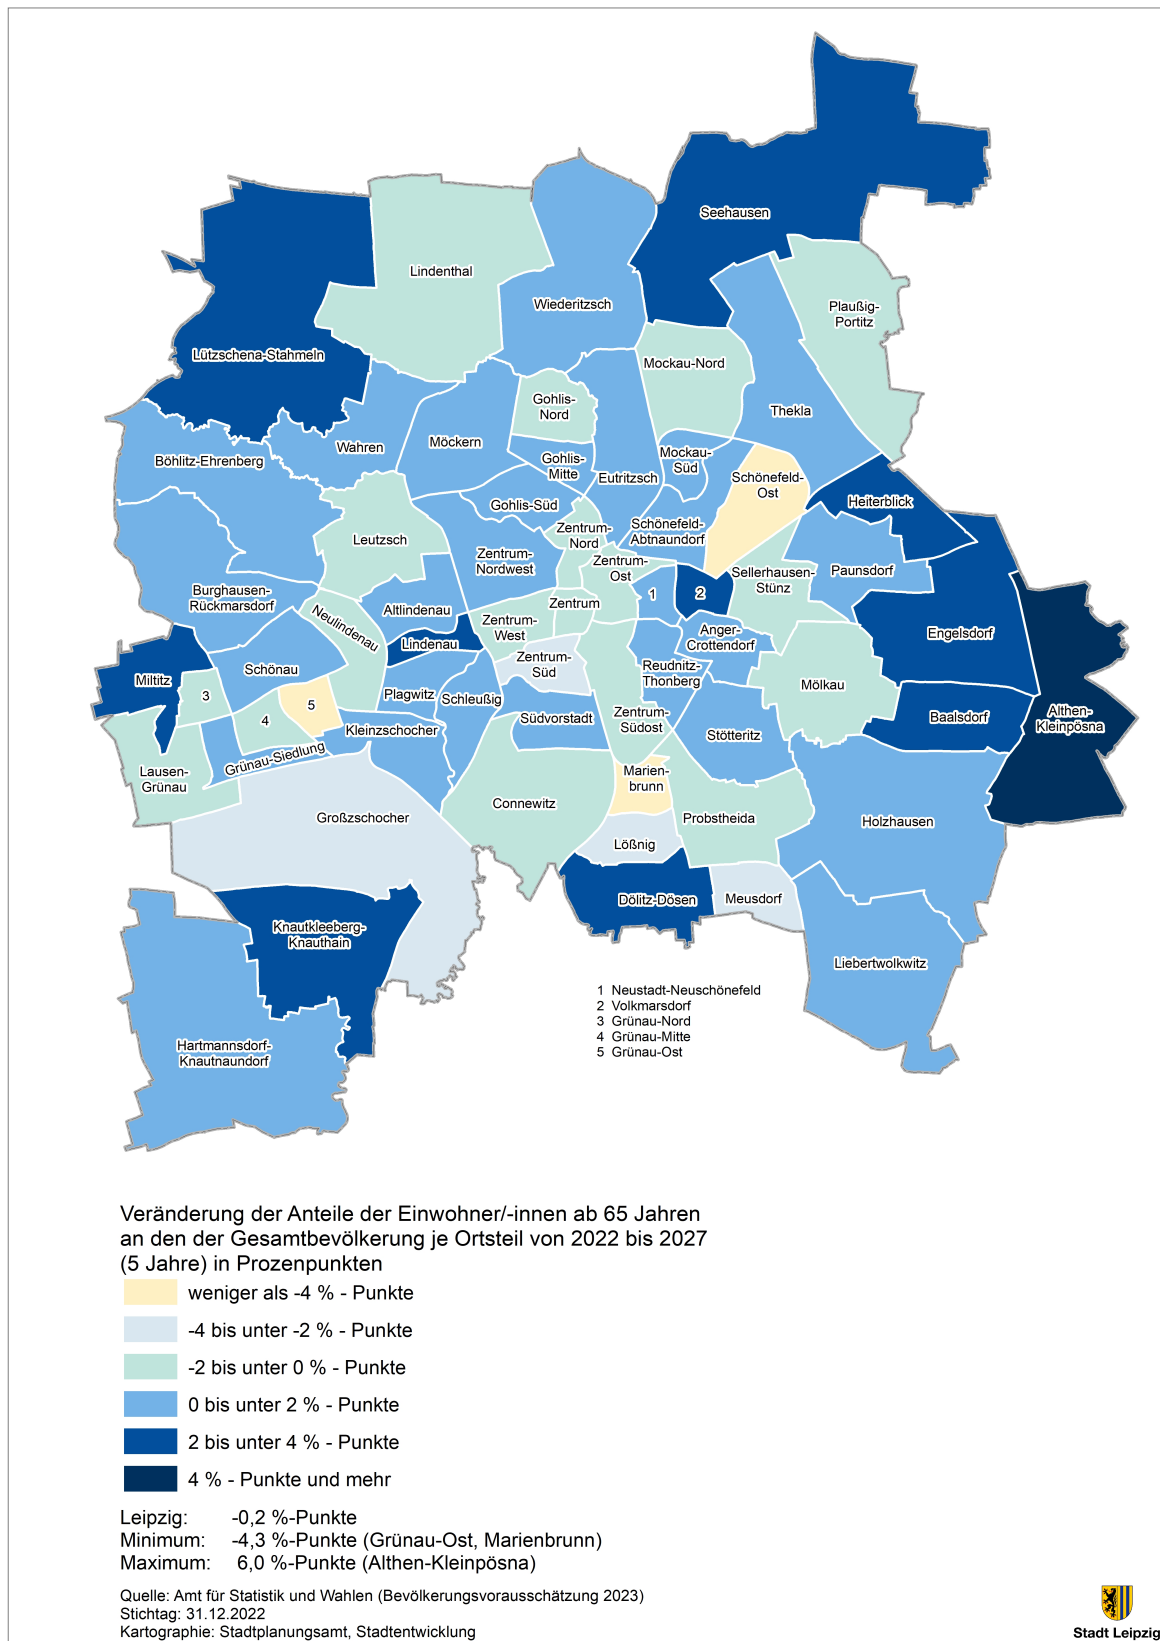 Seehausen
Lindenthal
Wiederitzsch
Plaußig-
Portitz
Lützschena-Stahmeln
Mockau-Nord
Gohlis-
Nord
Thekla
Möckern
Wahren
Böhlitz-Ehrenberg
Gohlis-
Mitte
Mockau-
Süd
Eutritzsch
Schönefeld-
Ost
Heiterblick
Gohlis-Süd
Schönefeld-
Abtnaundorf
Zentrum-
Nord
Leutzsch
Zentrum-
Nordwest
Zentrum-
Ost
Sellerhausen-
Stünz
Paunsdorf
Burghausen-
Rückmarsdorf
1
2
Neulindenau
Altlindenau
Zentrum
Zentrum-
West
Anger-
Crottendorf
Engelsdorf
Lindenau
Zentrum-
Süd
Schönau
Reudnitz-
Thonberg
Miltitz
3
Mölkau
Plagwitz
Schleußig
5
4
Althen-
Kleinpösna
Südvorstadt
Zentrum-
Südost
Baalsdorf
Kleinzschocher
Stötteritz
Grünau-Siedlung
Lausen-
Grünau
Marien-
brunn
Connewitz
Großzschocher
Probstheida
Holzhausen
Lößnig
Dölitz-Dösen
Meusdorf
Knautkleeberg-
Knauthain
Liebertwolkwitz
Hartmannsdorf-
Knautnaundorf
1 Neustadt-Neuschönefeld
2 Volkmarsdorf
3 Grünau-Nord
4 Grünau-Mitte
5 Grünau-Ost
Veränderung der Anteile der Einwohner/-innen ab 65 Jahren
an den der Gesamtbevölkerung je Ortsteil von 2022 bis 2027
(5 Jahre) in Prozenpunkten
weniger als -4 % - Punkte
-4 bis unter -2 % - Punkte
-2 bis unter 0 % - Punkte
0 bis unter 2 % - Punkte
2 bis unter 4 % - Punkte
4 % - Punkte und mehr
Leipzig: -0,2 %-Punkte
Minimum: -4,3 %-Punkte (Grünau-Ost, Marienbrunn)
Maximum: 6,0 %-Punkte (Althen-Kleinpösna)
Quelle: Amt für Statistik und Wahlen (Bevölkerungsvorausschätzung 2023)
Stichtag: 31.12.2022
Kartographie: Stadtplanungsamt, Stadtentwicklung
Stadt Leipzig